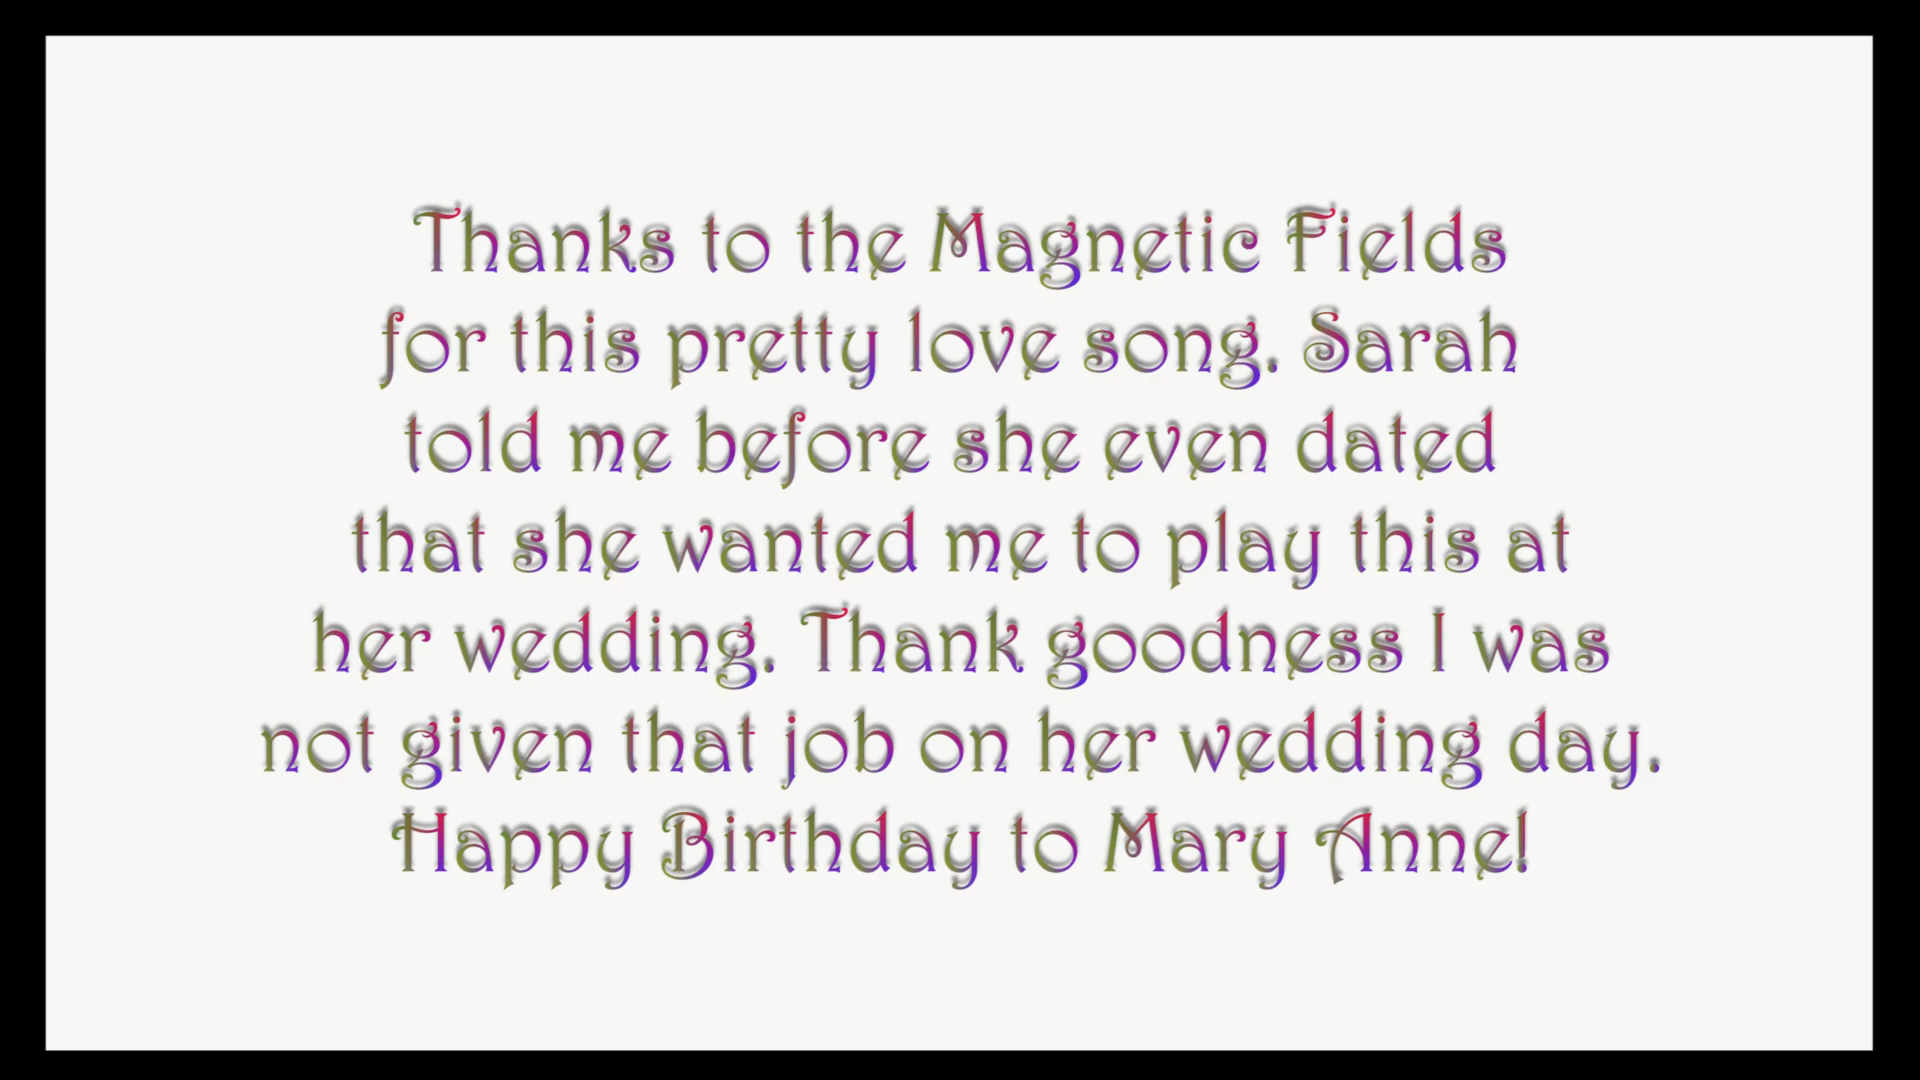 Thanks to the Magnetic Fields
for this pretty love song. Sarah
told me before she even dated
that she wanted me to play this at
her wedding. Thank goodness I was
not given that job on her wedding day.
Happy Birthday to Mary Anne!